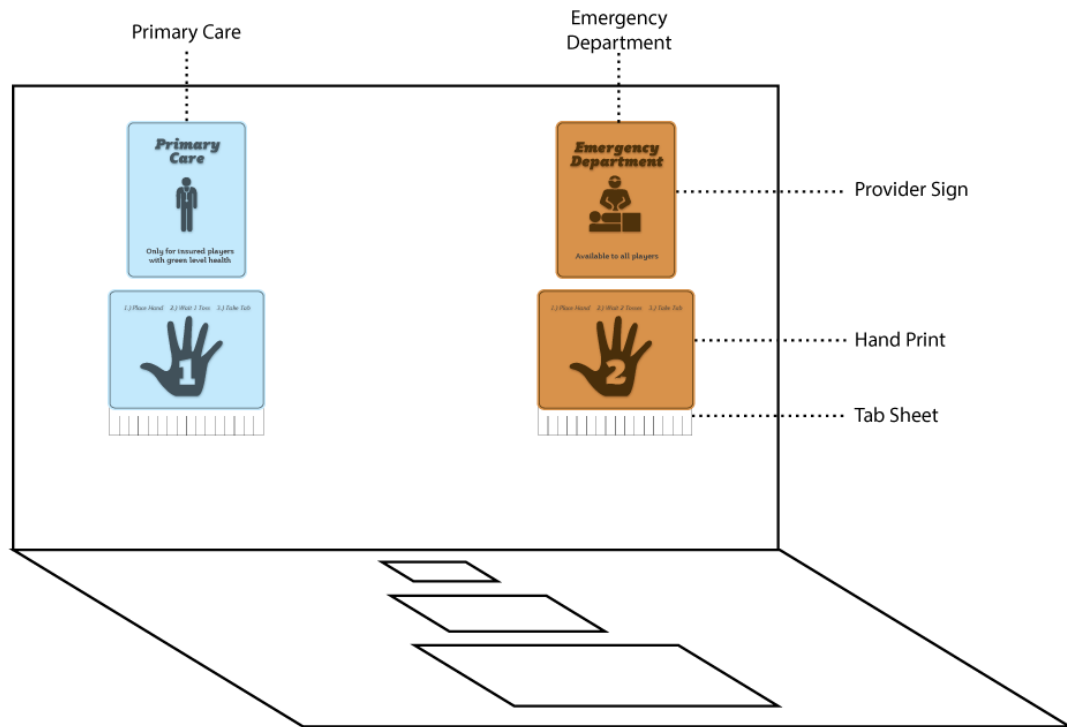 Primary Care
Emergency
Department
Primary
Care
Only for insured players
with green level health
Emergency
Department
Available to all players
Provider Sign
1.) Place Hand 2.) Wait 1 Turn 3.) Take Tab
1
1.) Place Hand 2.) Wait 2 Turns 3.) Take Tab
2
Hand Print
Tab Sheet